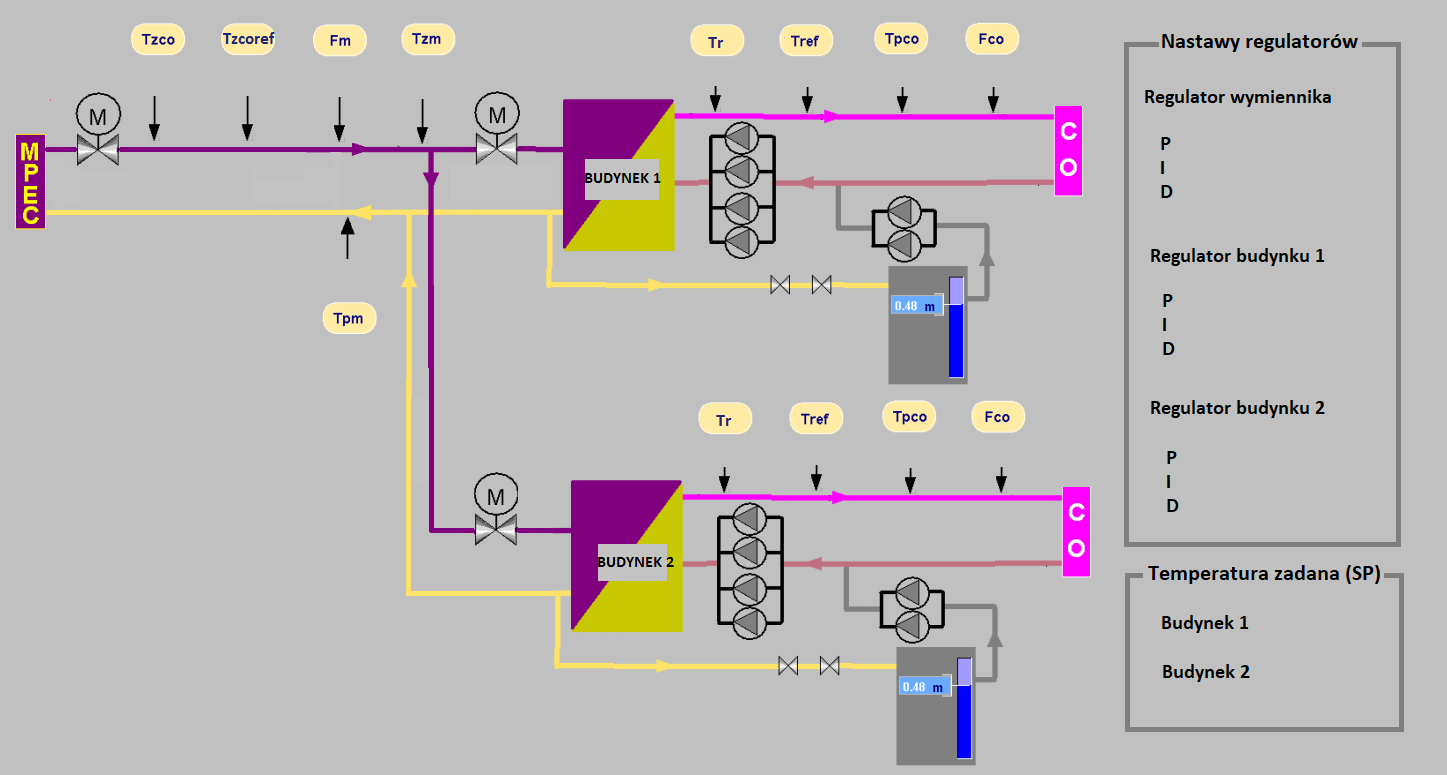 Tzco
Tzcoref
Fm
Tzm
Tr
Tref
Tpco
Fco
M
M
MPEC
BUDYNEK 1
CO
0.48 m
Tpm
Tr
Tref
Tpco
Fco
M
BUDYNEK 2
CO
0.48 m
Nastawy regulatorów
Regulator wymiennika
P
I
D
Regulator budynku 1
P
I
D
Regulator budynku 2
P
I
D
Temperatura zadana (SP)
Budynek 1
Budynek 2